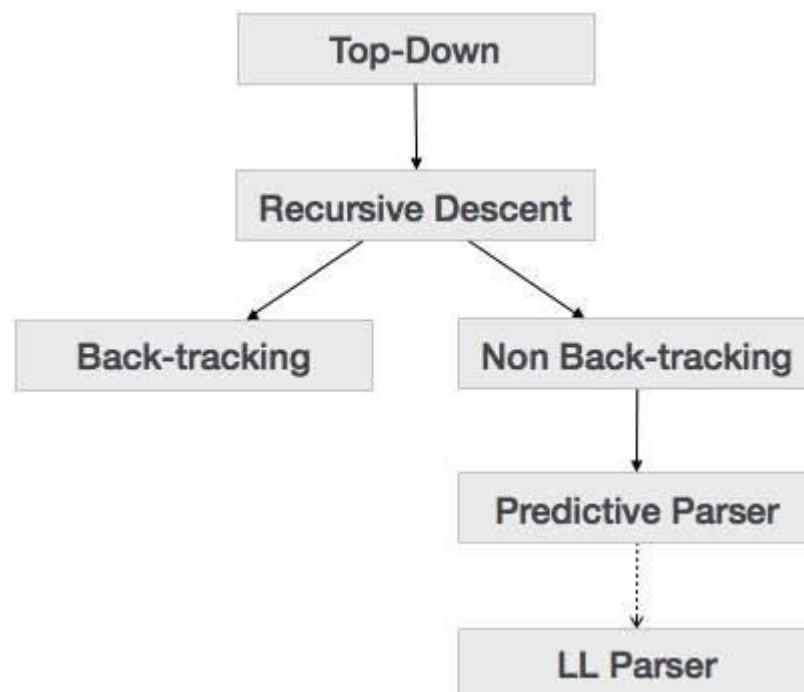 Top-Down
Recursive Descent
Back-tracking
Non Back-tracking
Predictive Parser
LL Parser